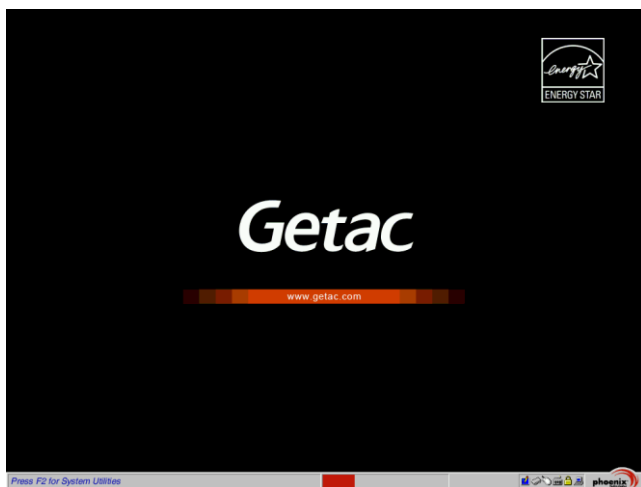 energy
ENERGY STAR
Getac
www.getac.com
Press F2 for System Utilities
phoenix